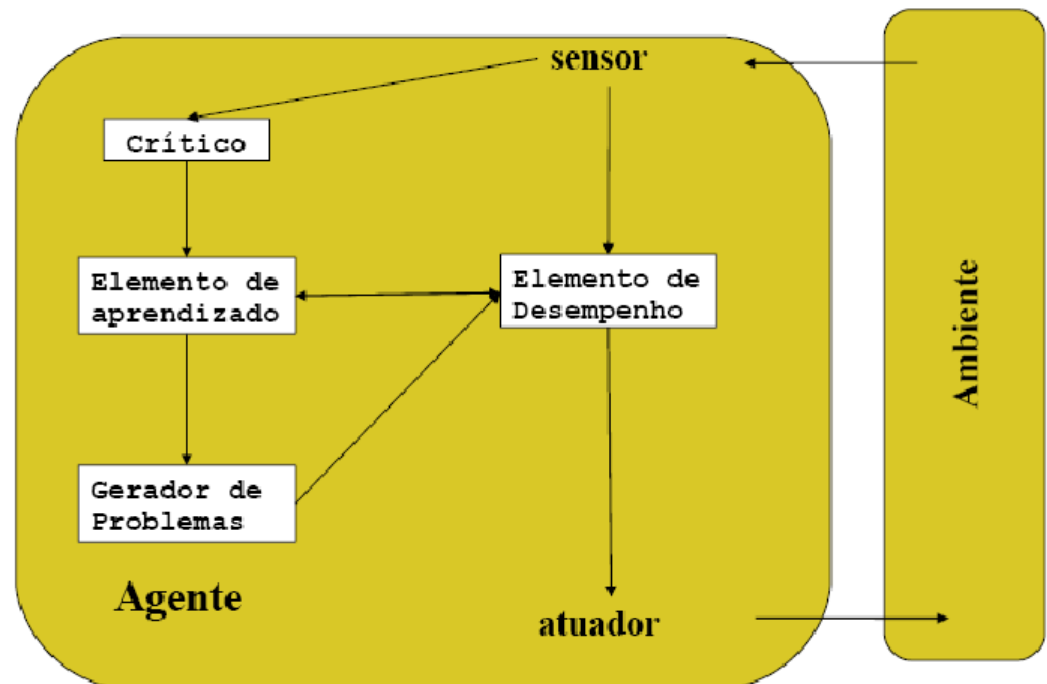 sensor
Crítico
Elemento de
aprendizado
Elemento de
Desempenho
Gerador de
Problemas
Agente
atuador
Ambiente